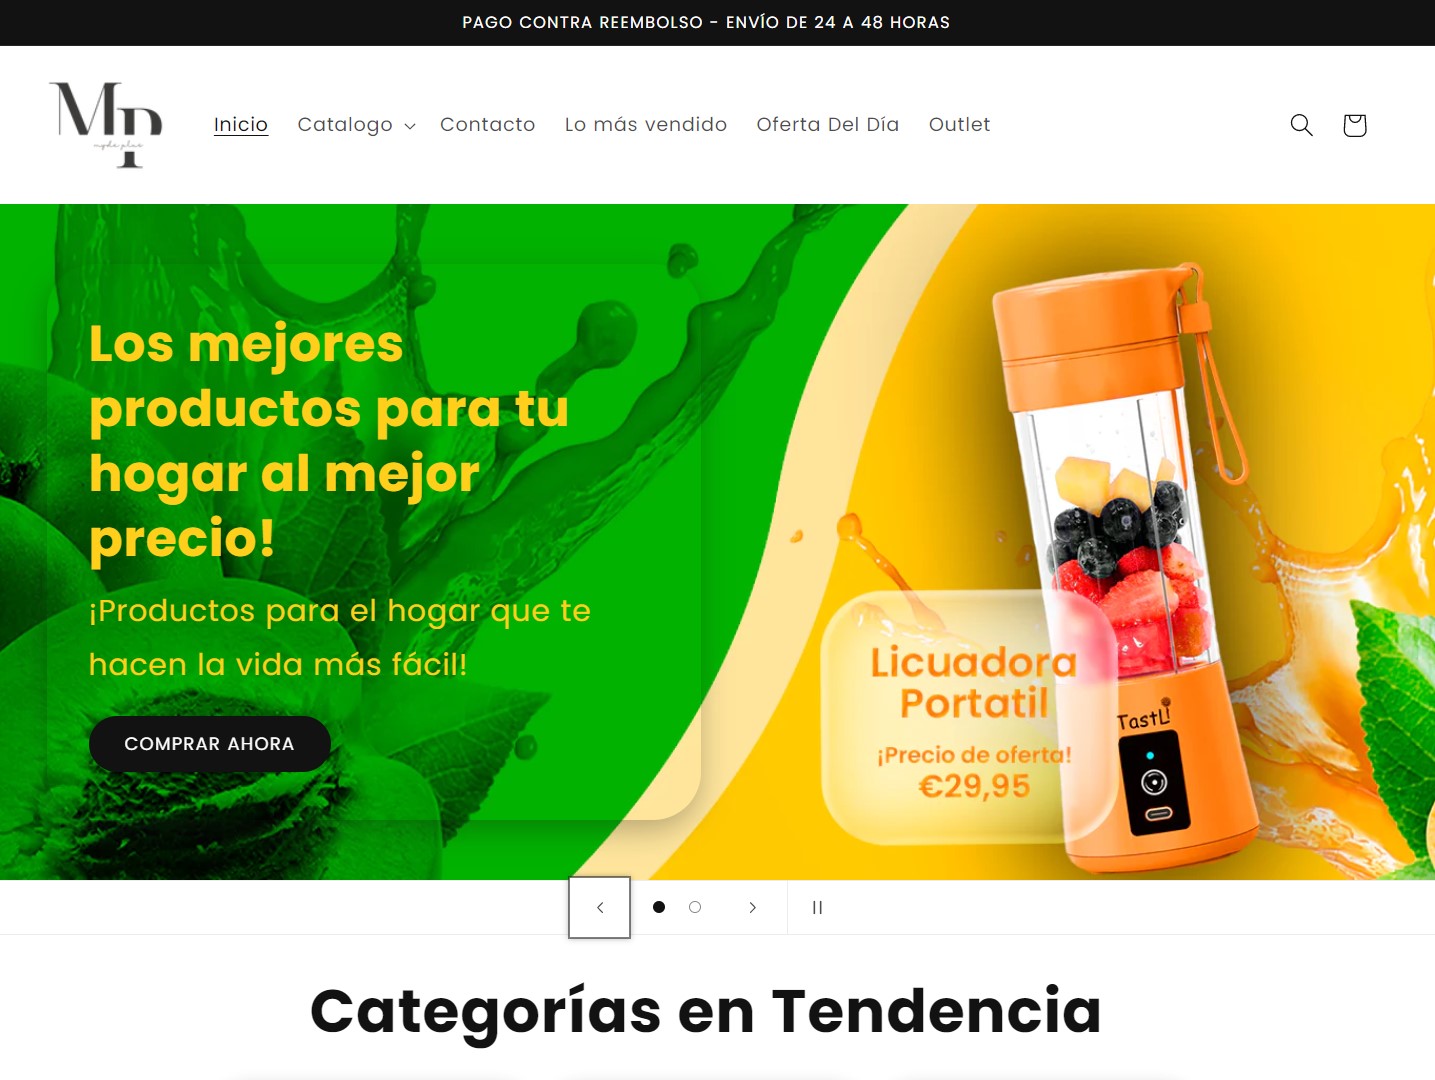 PAGO CONTRA REEMBOLSO - ENVÍO DE 24 A 48 HORAS
Mp
moda plus
Inicio Catalogo Contacto Lo más vendido Oferta Del Día Outlet
Los mejores
productos para tu
hogar al mejor
precio!
¡Productos para el hogar que te
hacen la vida más fácil!
COMPRAR AHORA
Licuadora
Portatil
¡Precio de oferta!
€29,95
TastLi
Categorías en Tendencia